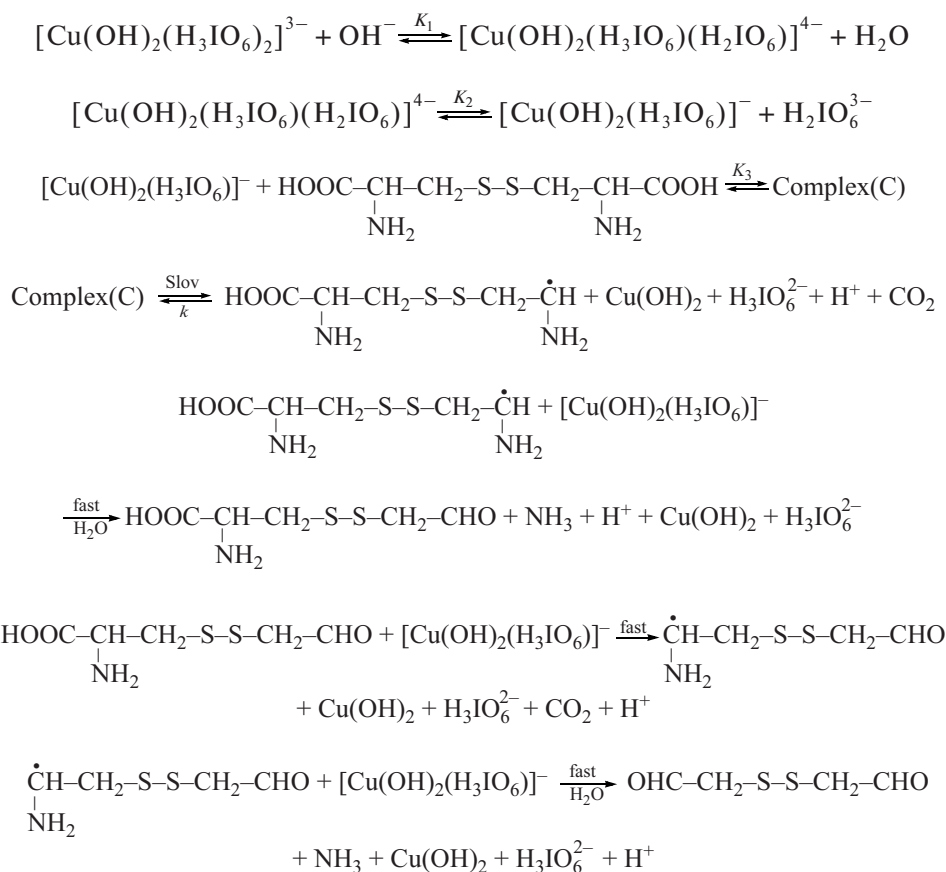 [Cu(OH)₂(H₃IO₆)₂]³⁻ + OH⁻ ⇌ K₁ [Cu(OH)₂(H₃IO₆)(H₂IO₆)]⁴⁻ + H₂O
[Cu(OH)₂(H₃IO₆)(H₂IO₆)]⁴⁻ ⇌ K₂ [Cu(OH)₂(H₃IO₆)]⁻ + H₂IO₆³⁻
[Cu(OH)₂(H₃IO₆)]⁻ + HOOC–CH–CH₂–S–S–CH₂–CH–COOH ⇌ K₃ Complex(C)
NH₂ NH₂
Complex(C) ⇌ Slov k HOOC–CH–CH₂–S–S–CH₂–ĊH + Cu(OH)₂ + H₃IO₆²⁻ + H⁺ + CO₂
NH₂ NH₂
HOOC–CH–CH₂–S–S–CH₂–ĊH + [Cu(OH)₂(H₃IO₆)]⁻
NH₂ NH₂
fast → H₂O HOOC–CH–CH₂–S–S–CH₂–CHO + NH₃ + H⁺ + Cu(OH)₂ + H₃IO₆²⁻
NH₂
HOOC–CH–CH₂–S–S–CH₂–CHO + [Cu(OH)₂(H₃IO₆)]⁻ fast → ĊH–CH₂–S–S–CH₂–CHO
NH₂ NH₂
+ Cu(OH)₂ + H₃IO₆²⁻ + CO₂ + H⁺
ĊH–CH₂–S–S–CH₂–CHO + [Cu(OH)₂(H₃IO₆)]⁻ fast → H₂O OHC–CH₂–S–S–CH₂–CHO
NH₂
+ NH₃ + Cu(OH)₂ + H₃IO₆²⁻ + H⁺